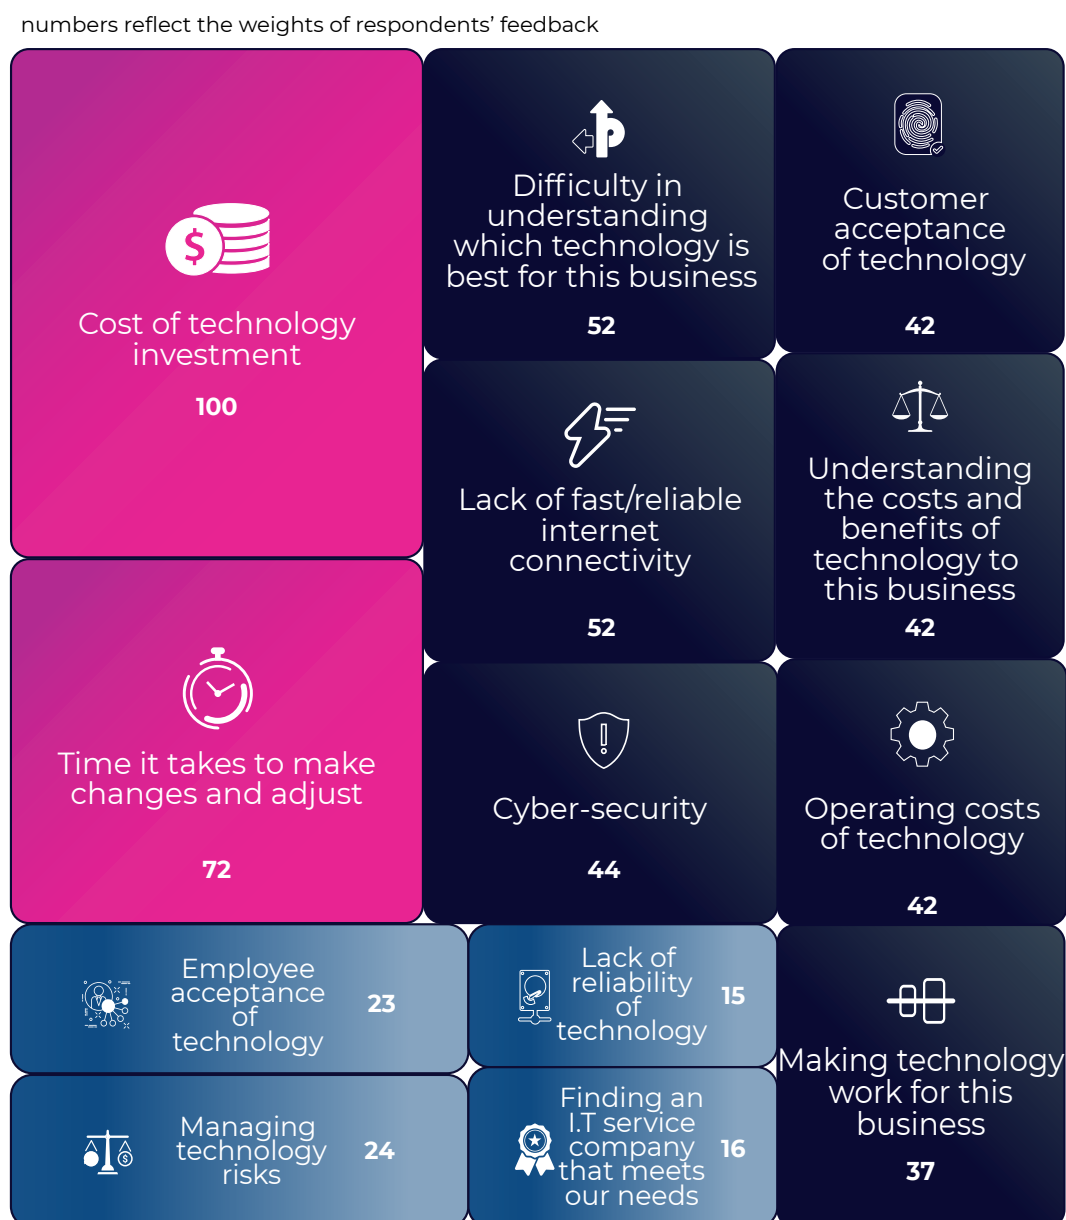 numbers reflect the weights of respondents’ feedback
$
Cost of technology
investment
100
Time it takes to make
changes and adjust
72
Difficulty in
understanding
which technology is
best for this business
52
Lack of fast/reliable
internet
connectivity
52
Cyber-security
44
Customer
acceptance
of technology
42
Understanding
the costs and
benefits of
technology to
this business
42
Operating costs
of technology
42
Making technology
work for this
business
37
Employee
acceptance
of
technology
23
Managing
technology
risks
$
24
Lack of
reliability
of
technology
15
Finding an
I.T service
company
that meets
our needs
16